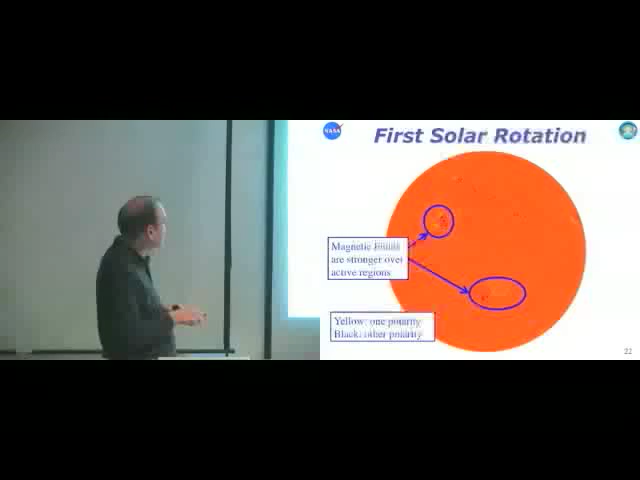 NASA
First Solar Rotation
Magnetic fields
are stronger over
active regions
Yellow: one polarity
Black: other polarity
22